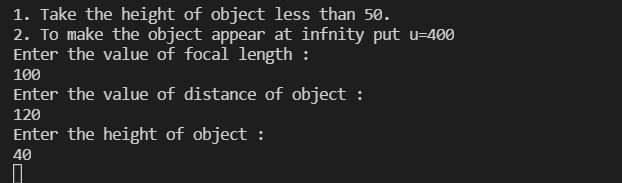 1. Take the height of object less than 50.
2. To make the object appear at infnity put u=400
Enter the value of focal length :
100
Enter the value of distance of object :
120
Enter the height of object :
40